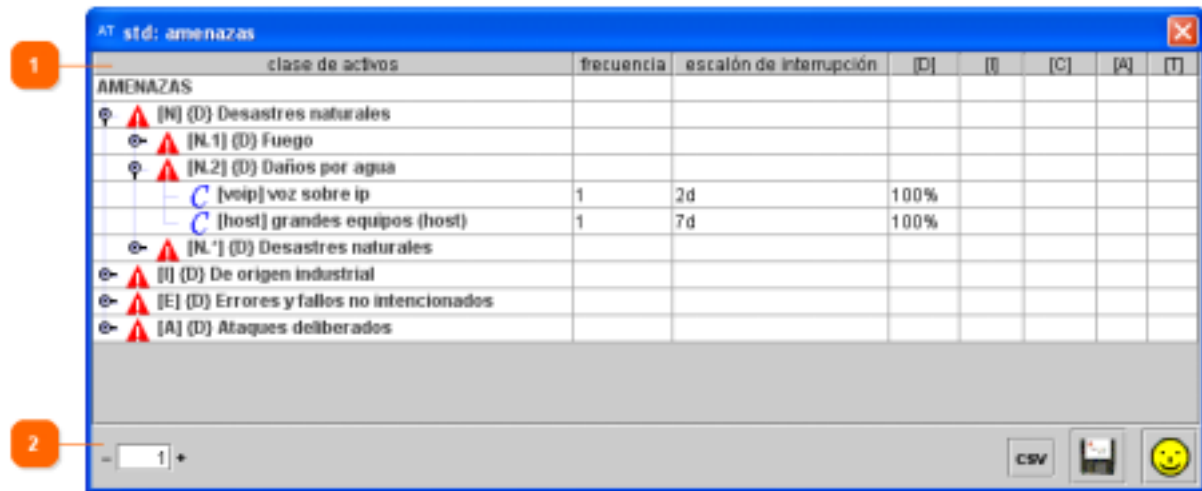 AT std: amenazas
1
clase de activos frecuencia escalón de interrupción [D] [I] [C] [A] [T]
AMENAZAS
[N] {D} Desastres naturales
[N.1] {D} Fuego
[N.2] {D} Daños por agua
C [voip] voz sobre ip 1 2d 100%
C [host] grandes equipos (host) 1 7d 100%
[N.*] {D} Desastres naturales
[I] {D} De origen industrial
[E] {D} Errores y fallos no intencionados
[A] {D} Ataques deliberados
2
- 1 + csv